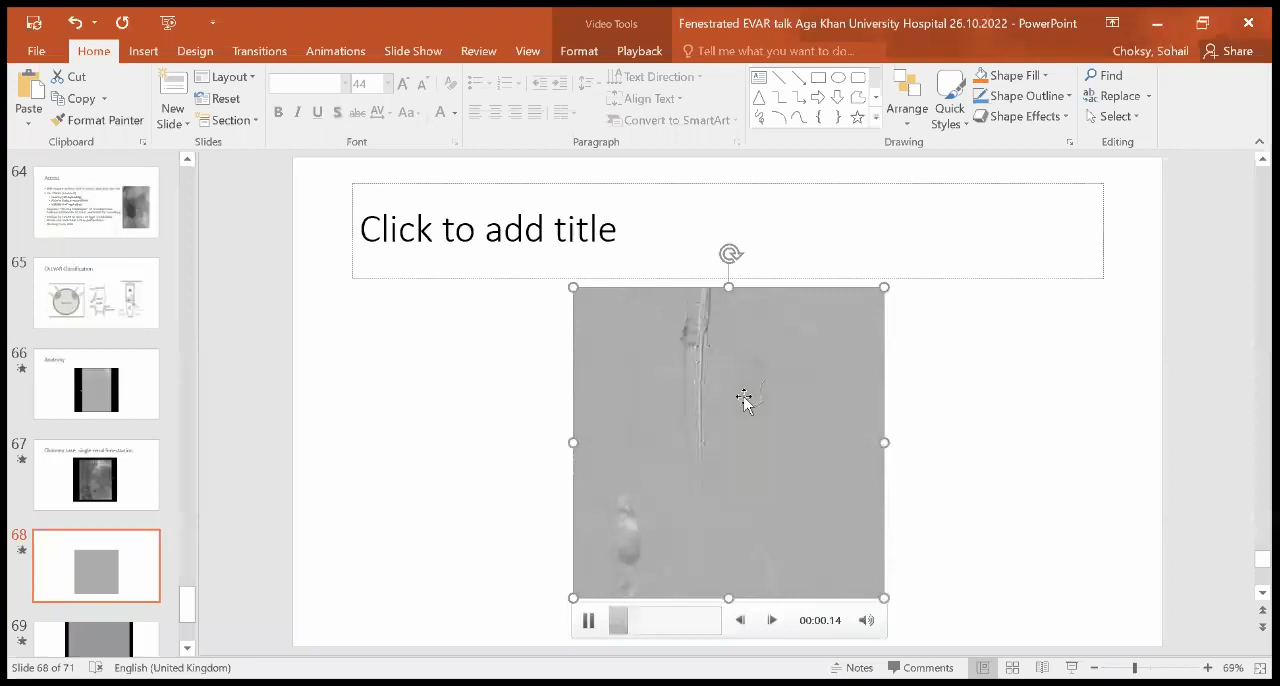 Video Tools
Fenestrated EVAR talk Aga Khan University Hospital 26.10.2022 - PowerPoint
File Home Insert Design Transitions Animations Slide Show Review View Format Playback Tell me what you want to do... Choksy, Sohail Share
Paste
Cut
Copy
Format Painter
Clipboard
New Slide
Layout
Reset
Section
Slides
44
B I U S abc AV Aa A
Font
Text Direction
Align Text
Convert to SmartArt
Paragraph
Arrange
Quick Styles
Shape Fill
Shape Outline
Shape Effects
Drawing
Find
Replace
Select
Editing
64
Access
65
66
Anatomy
67
68
69
Click to add title
00:00.14
Slide 68 of 71 English (United Kingdom) Notes Comments 69%